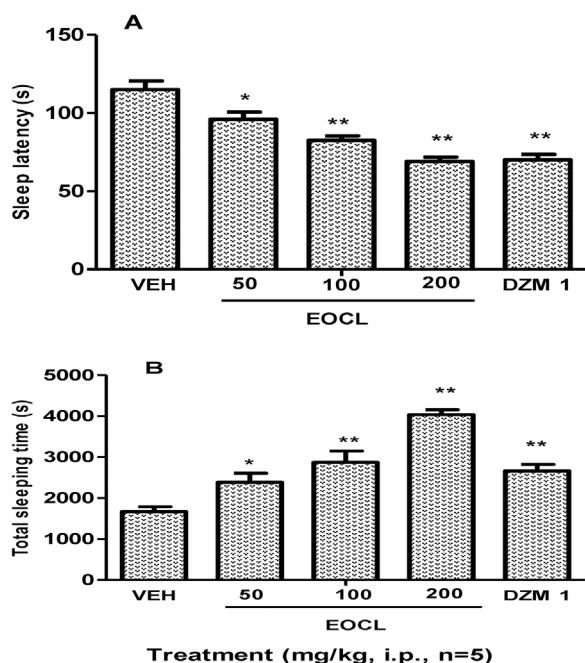 A
Sleep latency (s)
150
100
50
0
*
**
**
**
VEH 50 100 200 DZM 1
EOCL
B
Total sleeping time (s)
5000
4000
3000
2000
1000
0
*
**
**
**
VEH 50 100 200 DZM 1
EOCL
Treatment (mg/kg, i.p., n=5)